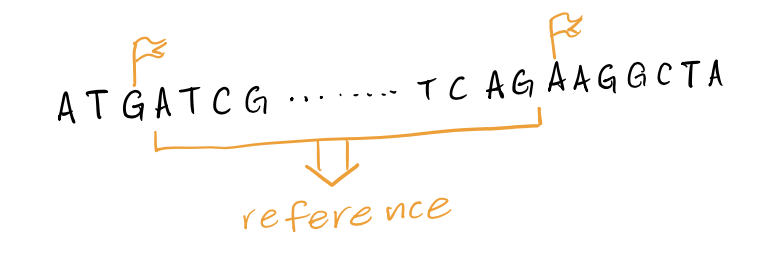 ATGATCG ........ TCAGAAGGCTA
reference